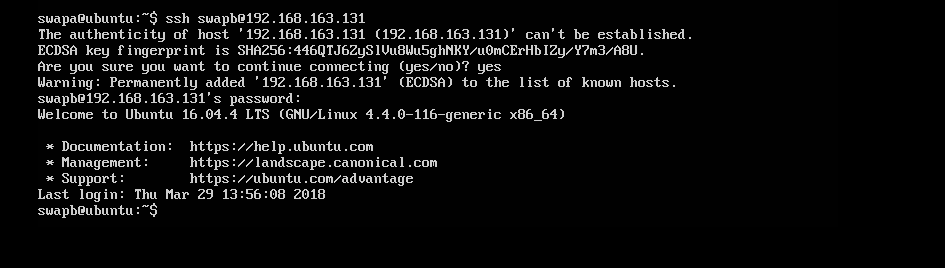 swapa@ubuntu:~$ ssh swapb@192.168.163.131
The authenticity of host '192.168.163.131 (192.168.163.131)' can't be established.
ECDSA key fingerprint is SHA256:446QTJ6ZySlVu8Wu5ghNKY/u0mCErHbIZy/Y7m3/A8U.
Are you sure you want to continue connecting (yes/no)? yes
Warning: Permanently added '192.168.163.131' (ECDSA) to the list of known hosts.
swapb@192.168.163.131's password:
Welcome to Ubuntu 16.04.4 LTS (GNU/Linux 4.4.0-116-generic x86_64)

 * Documentation:  https://help.ubuntu.com
 * Management:     https://landscape.canonical.com
 * Support:        https://ubuntu.com/advantage
Last login: Thu Mar 29 13:56:08 2018
swapb@ubuntu:~$